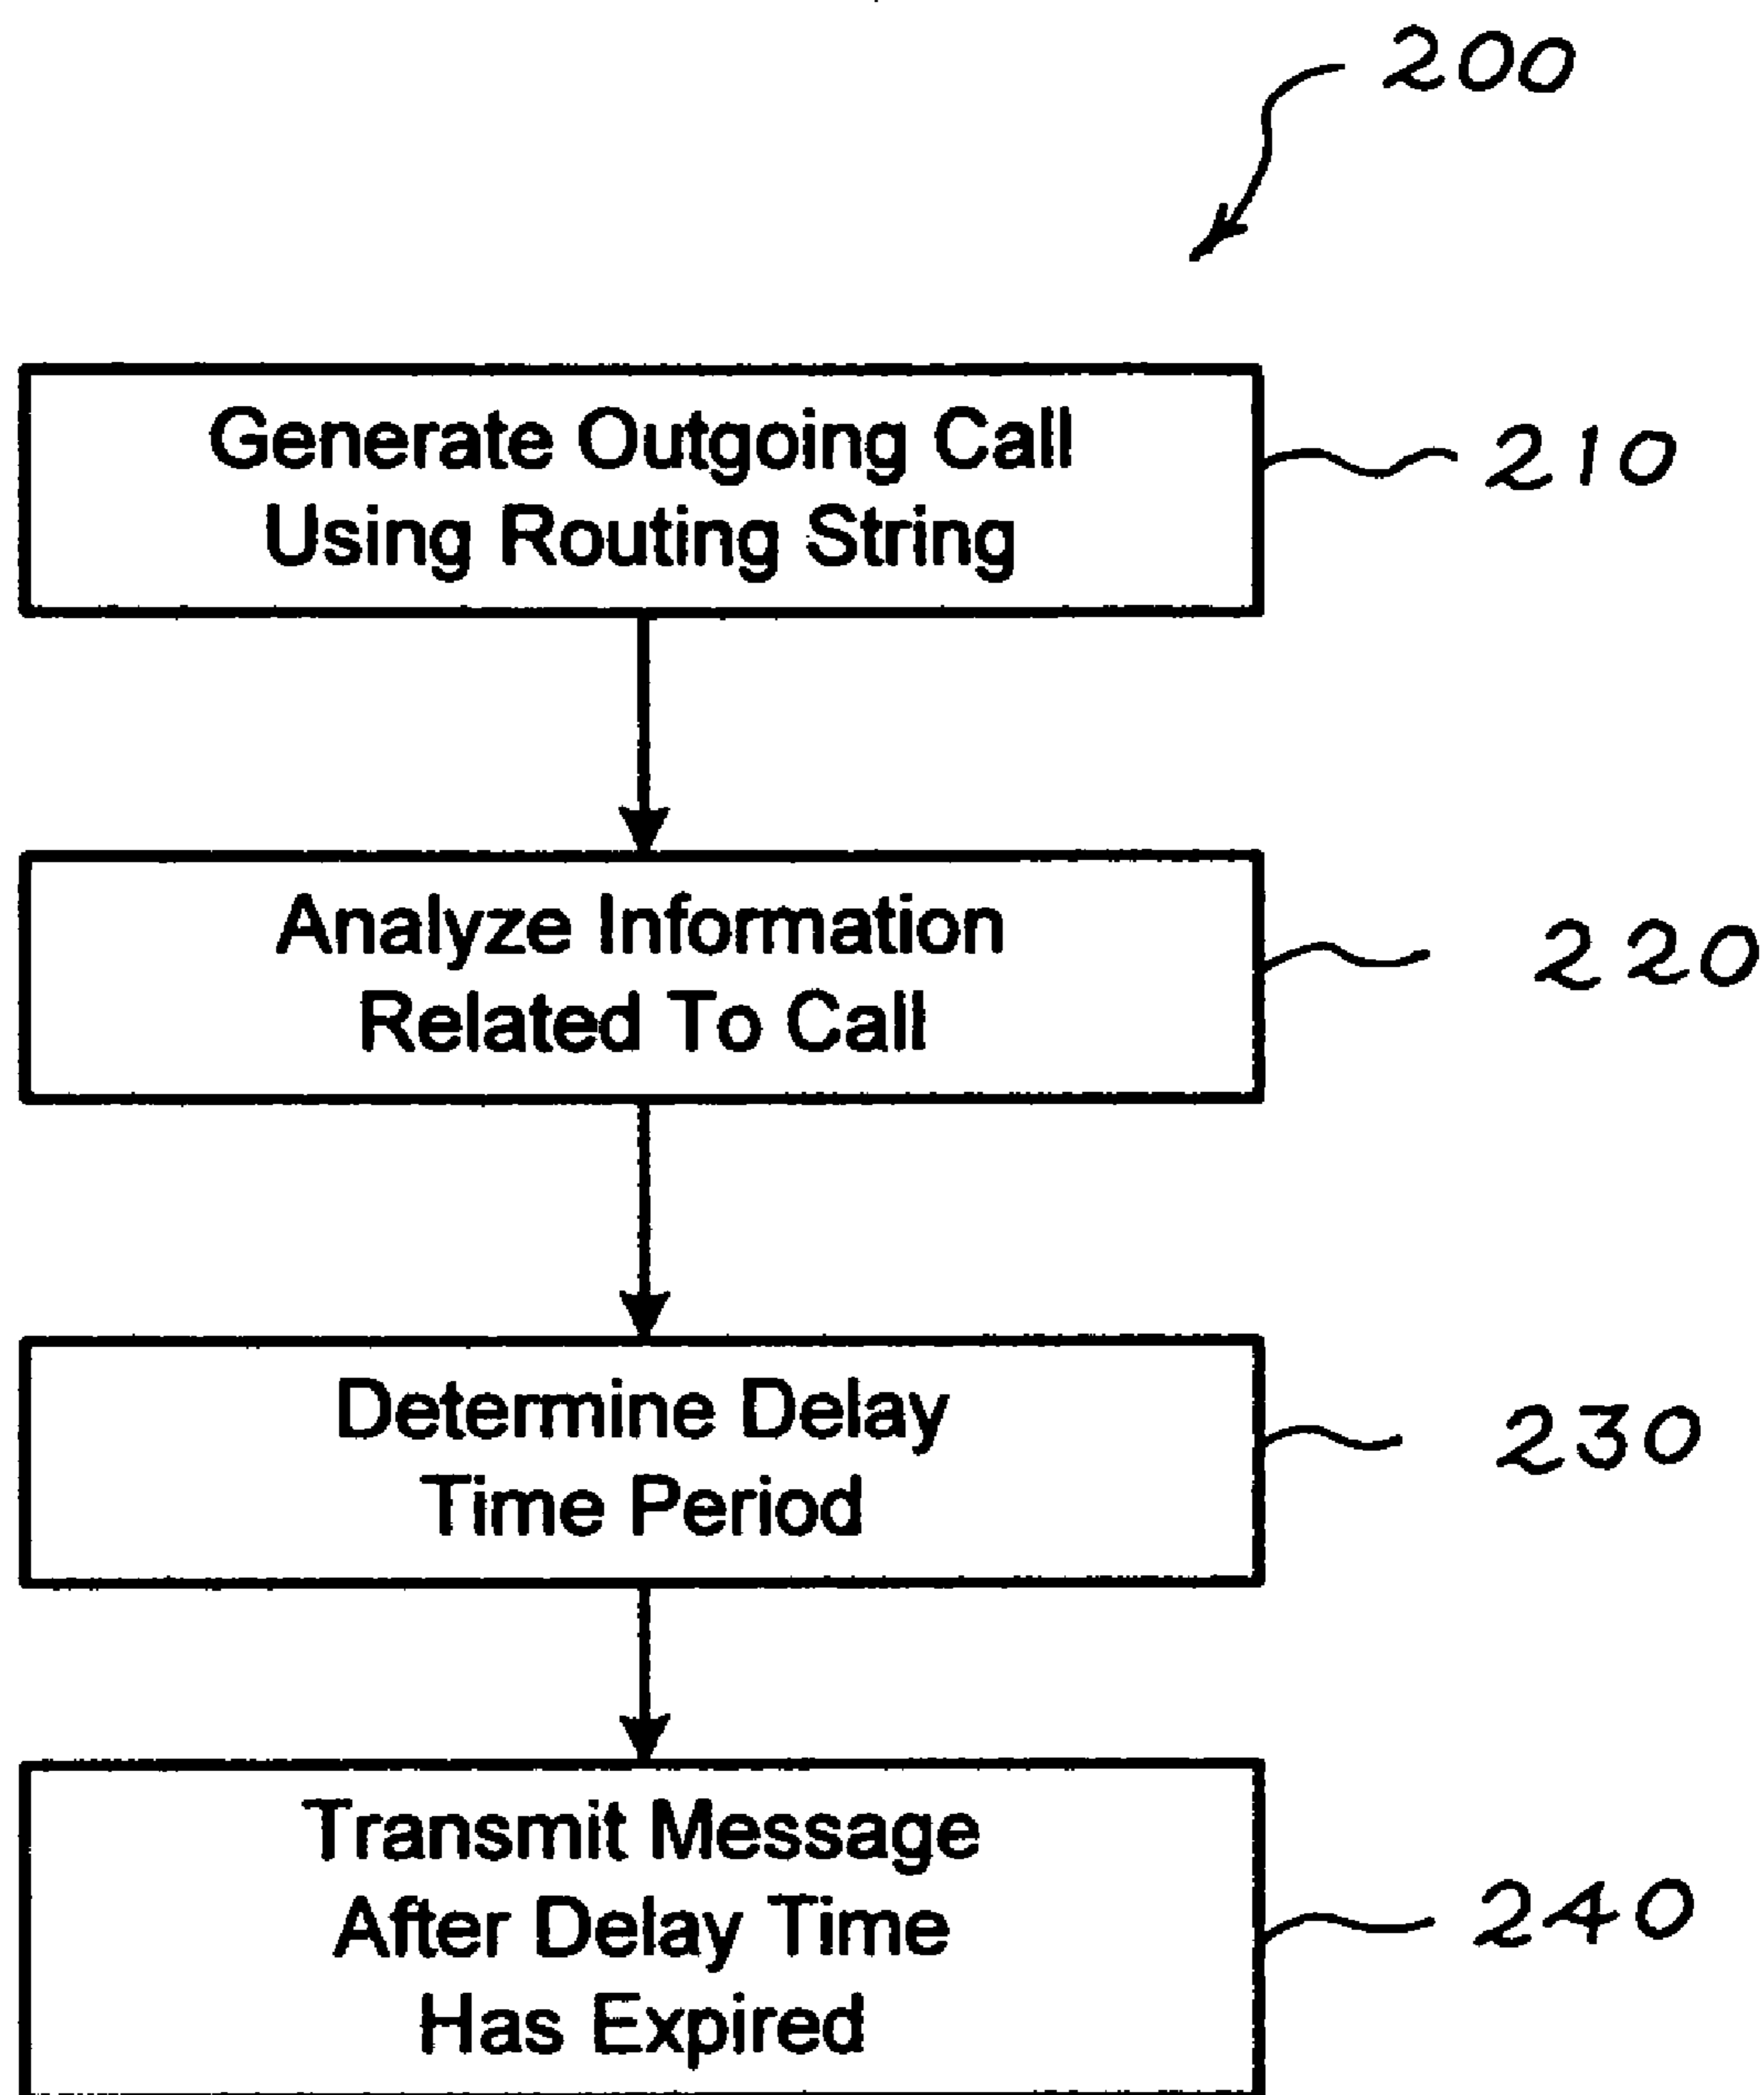 200
Generate Outgoing Call
Using Routing String
210
Analyze Information
Related To Call
220
Determine Delay
Time Period
230
Transmit Message
After Delay Time
Has Expired
240